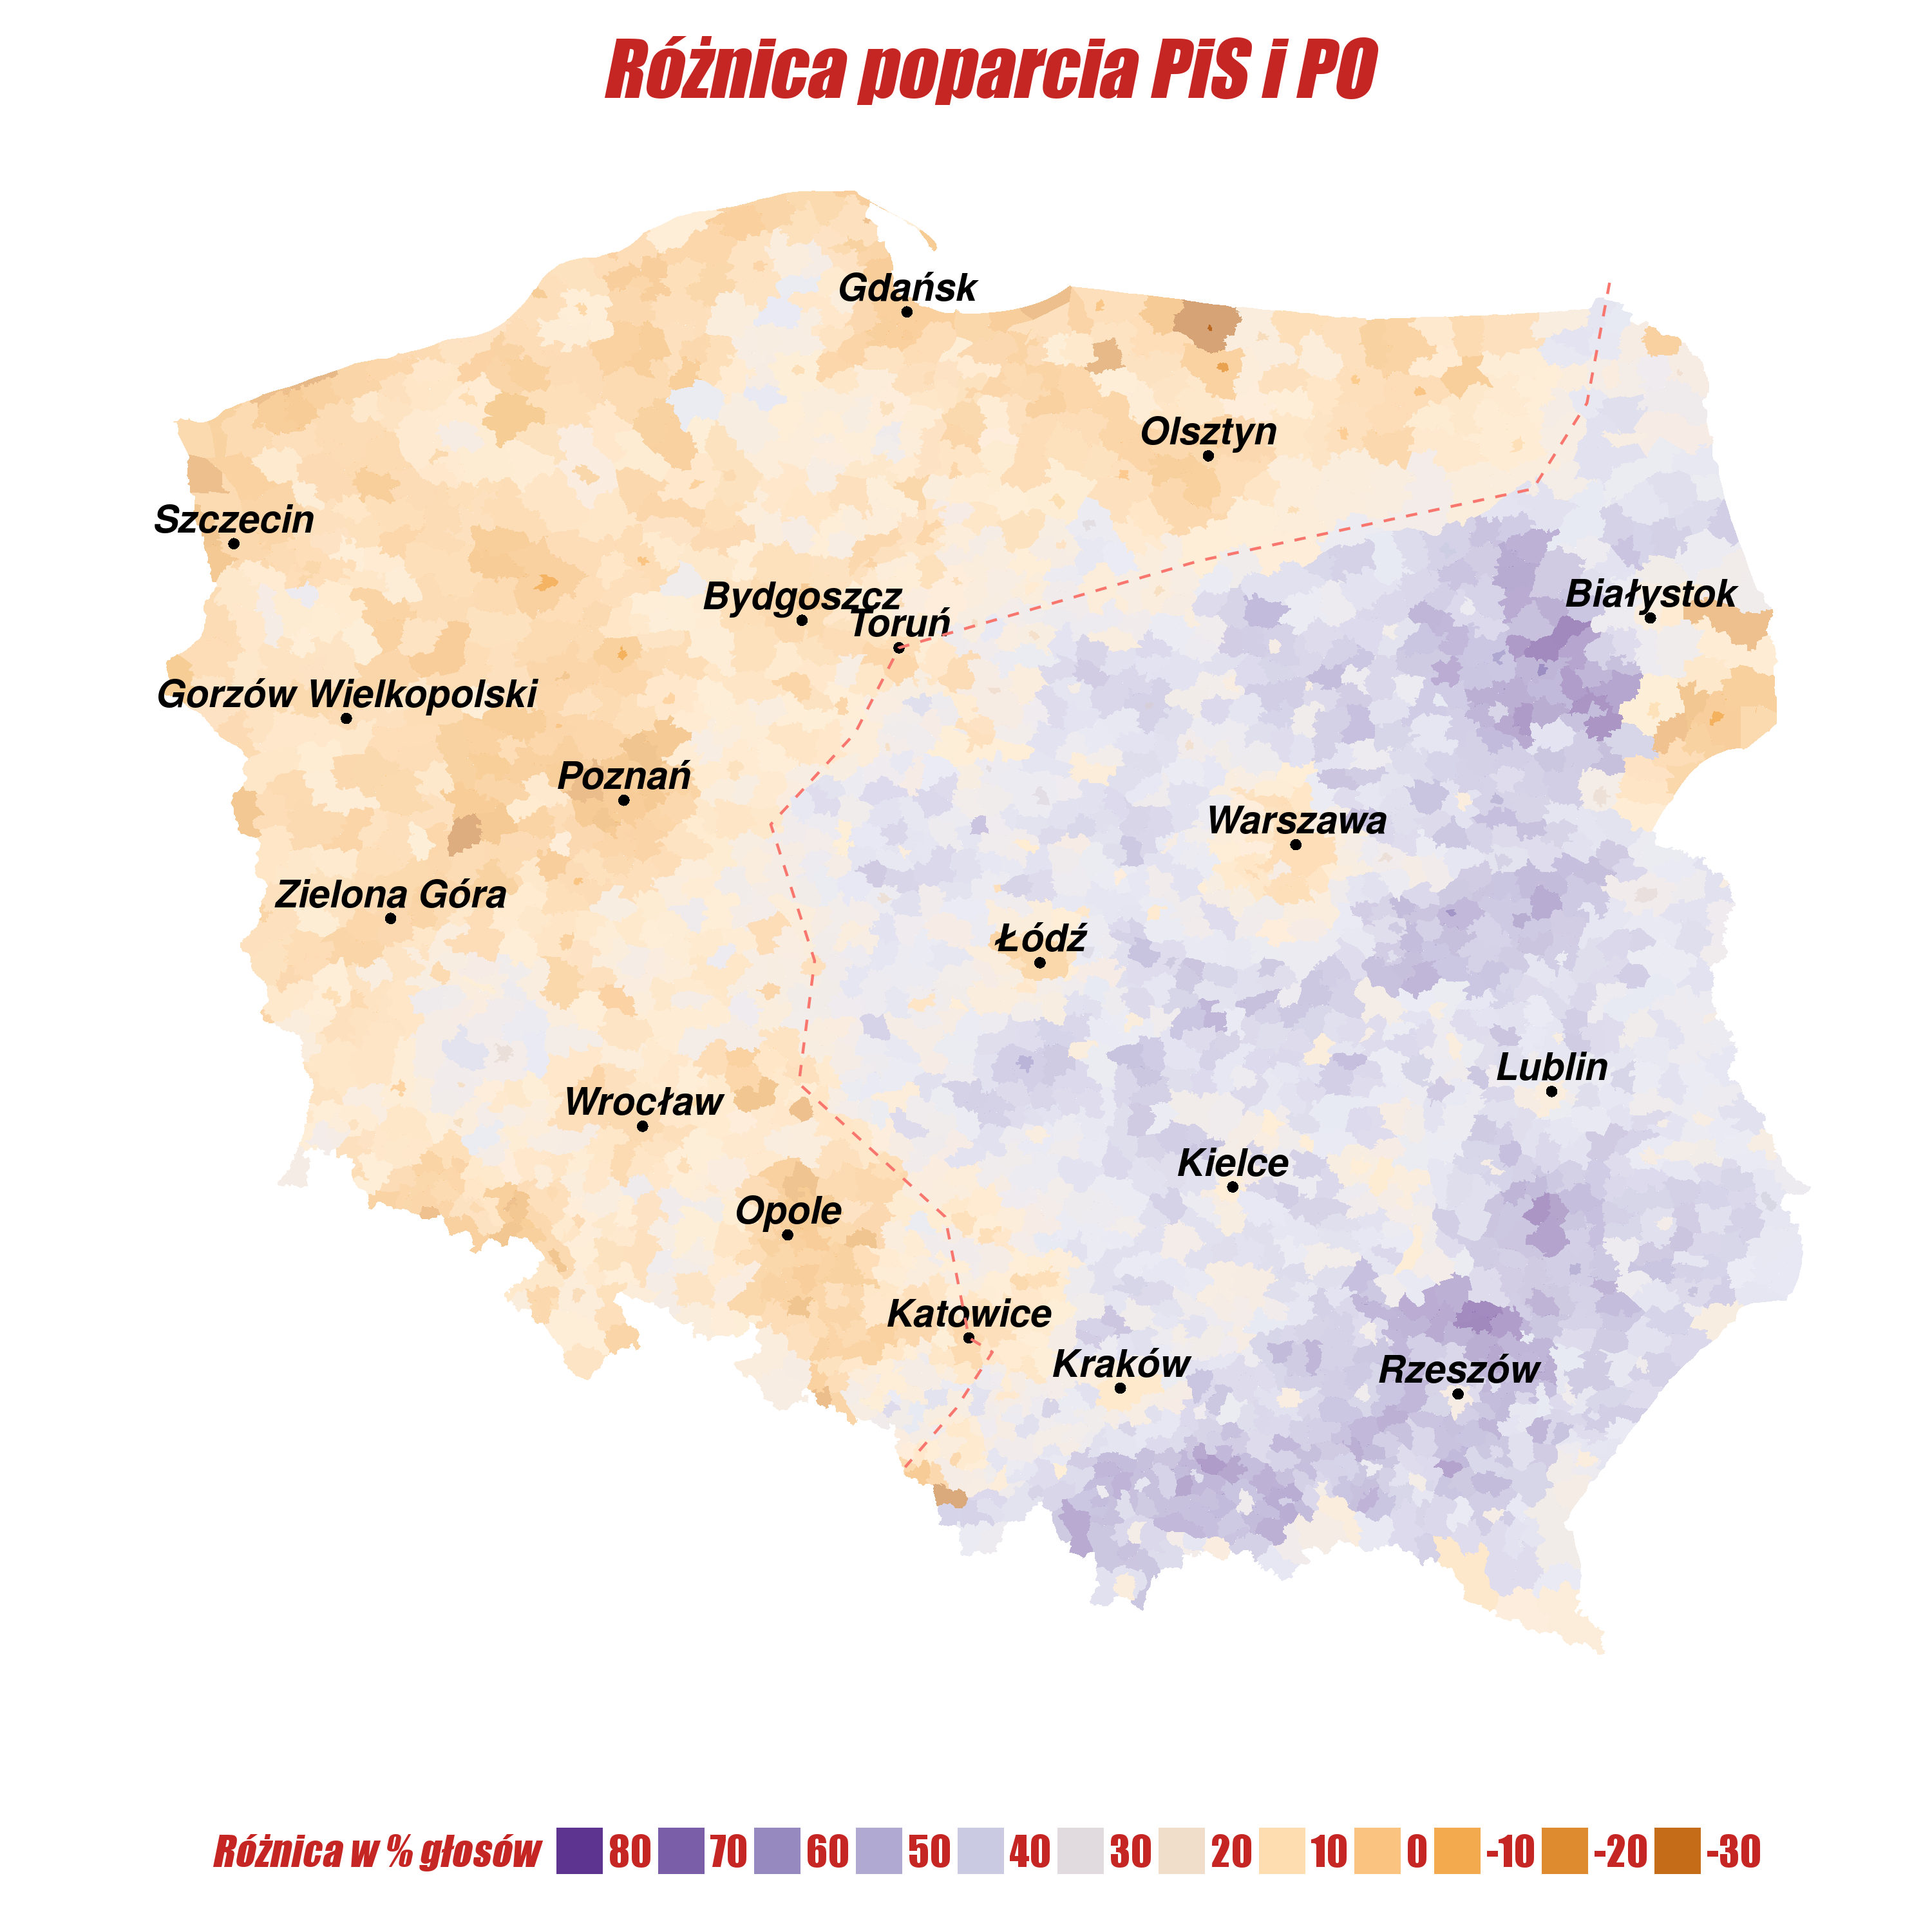 Różnica poparcia PiS i PO
Gdańsk
Olsztyn
Szczecin
Bydgoszcz
Toruń
Białystok
Gorzów Wielkopolski
Poznań
Warszawa
Zielona Góra
Łódź
Lublin
Wrocław
Kielce
Opole
Katowice
Kraków
Rzeszów
Różnica w % głosów 80 70 60 50 40 30 20 10 0 -10 -20 -30